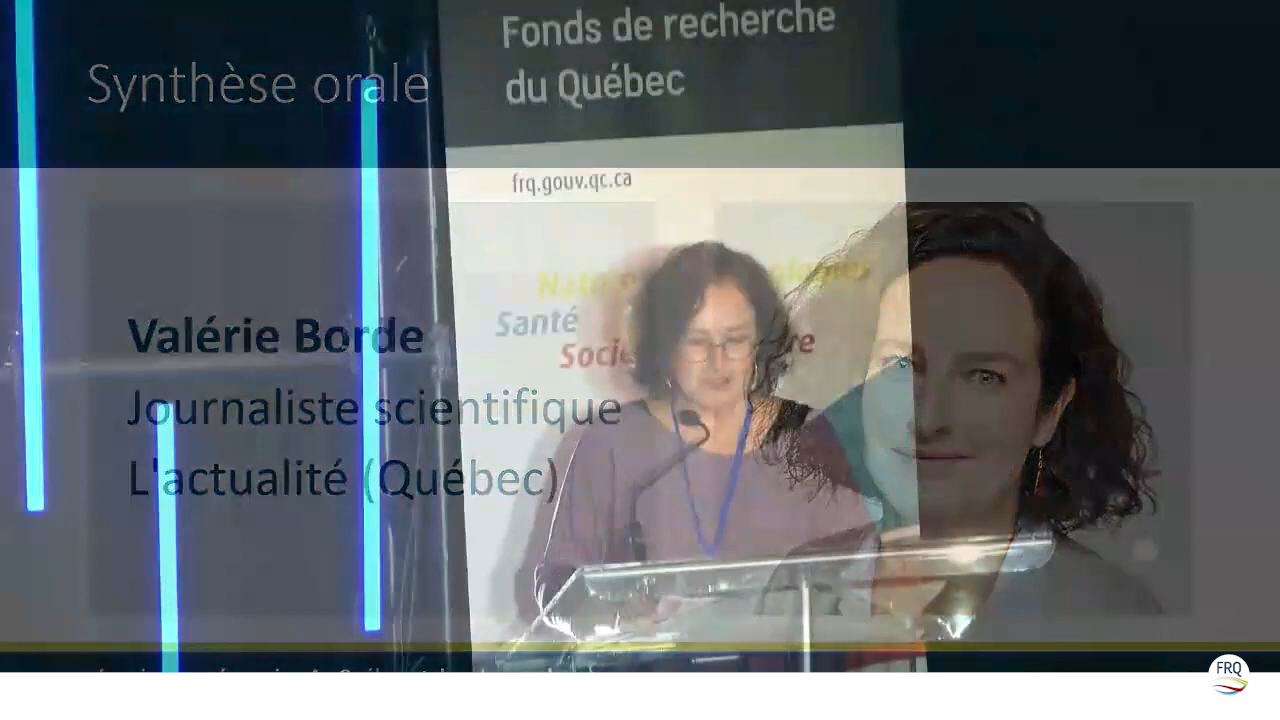 Synthèse orale
Fonds de recherche
du Québec
frq.gouv.qc.ca
Santé
Valérie Borde
Journaliste scientifique
L'actualité (Québec)
FRQ